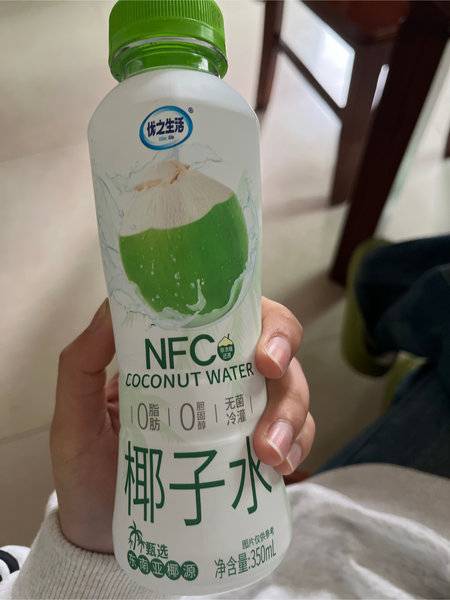 优之生活
®
NFC
COCONUT WATER
0脂肪
0胆固醇
无菌冷灌
椰子水
甄选
东南亚椰源
图片仅供参考
净含量:350mL